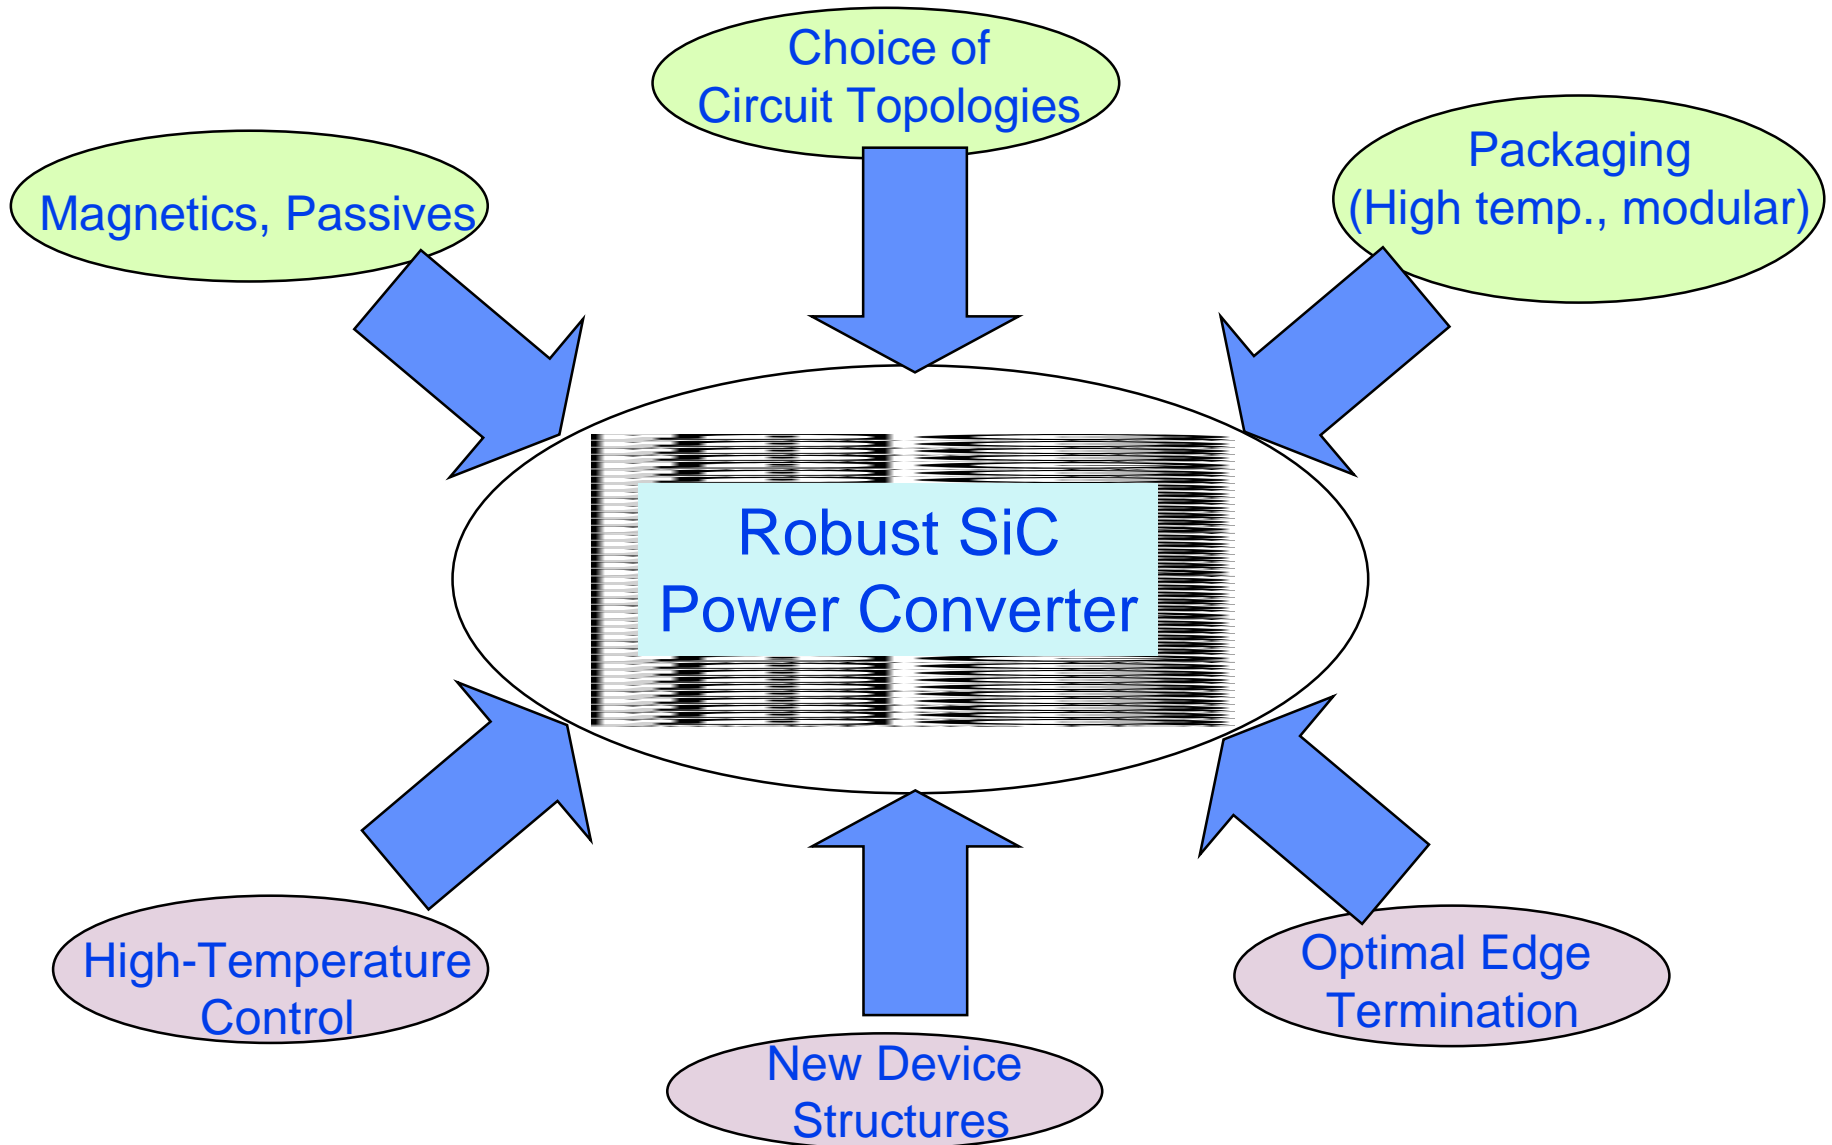 Choice of
Circuit Topologies
Magnetics, Passives
Packaging
(High temp., modular)
Robust SiC
Power Converter
High-Temperature
Control
New Device
Structures
Optimal Edge
Termination